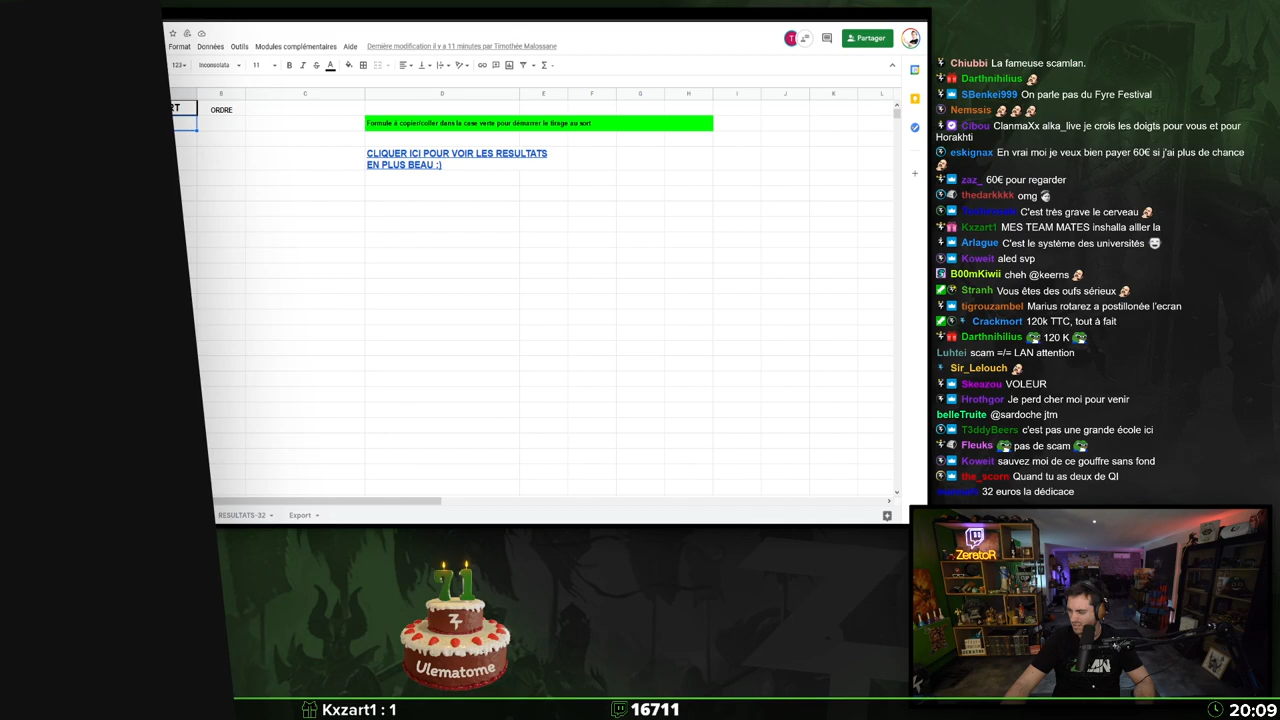 Format Données Outils Modules complémentaires Aide Dernière modification il y a 11 minutes par Timothée Malossane
Partager
123 Inconsolata 11 B I S A
B C D E F G H I J K L
RT ORDRE
Formule à copier/coller dans la case verte pour démarrer le tirage au sort
CLIQUER ICI POUR VOIR LES RESULTATS
EN PLUS BEAU ;)
RESULTATS-32 Export
Chiubbi La fameuse scamlan.
Darthnihilius
SBenkei999 On parle pas du Fyre Festival
Nemssis
Cibou ClanmaXx alka_live je crois les doigts pour vous et pour
Horakhti
eskignax En vrai moi je veux bien payer 60€ si j'ai plus de chance
zaz_ 60€ pour regarder
thedarkkkk omg
C'est très grave le cerveau
Kxzart1 MES TEAM MATES inshalla alller la
Arlague C'est le système des universités
Koweit aled svp
B00mKiwii cheh @keerns
Stranh Vous êtes des oufs sérieux
tigrouzambel Marius rotarez a postillonée l'ecran
Crackmort 120k TTC, tout à fait
Darthnihilius 120 K
Luhtei scam =/= LAN attention
Sir_Lelouch
Skeazou VOLEUR
Hrothgor Je perd cher moi pour venir
belleTruite @sardoche jtm
T3ddyBeers c'est pas une grande école ici
Fleuks pas de scam
Koweit sauvez moi de ce gouffre sans fond
the_scorn Quand tu as deux de QI
32 euros la dédicace
ZeratoR
71
ZT
Ulematome
LAN
Kxzart1 : 1
16711
20:09